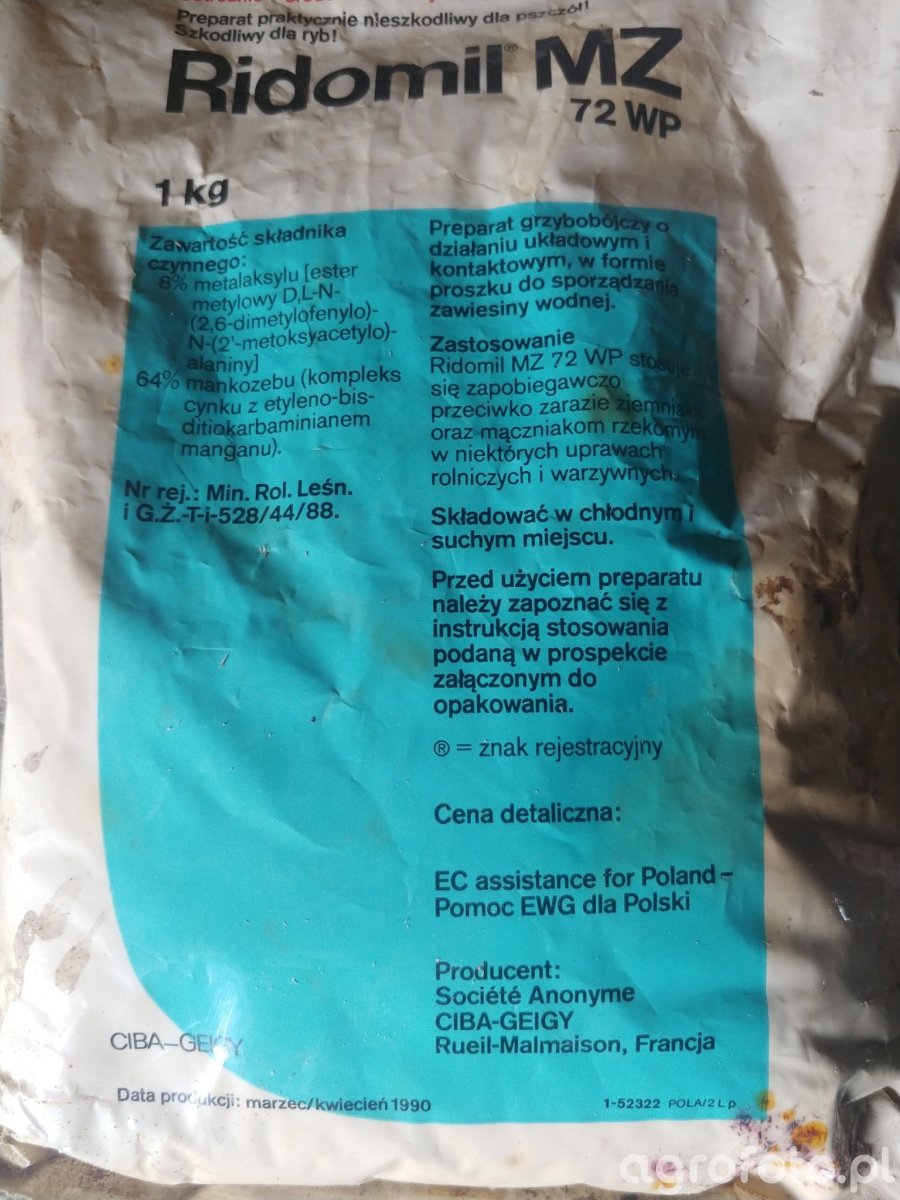 Preparat praktycznie nieszkodliwy dla pszczół!
Szkodliwy dla ryb!
Ridomil® MZ
72 WP
1 kg
Zawartość składnika
czynnego:
8% metalaksylu [ester
metylowy D,L-N-
(2,6-dimetylofenylo)-
N-(2'-metoksyacetylo)-
alaniny]
64% mankozebu (kompleks
cynku z etyleno-bis-
ditiokarbaminianem
manganu).
Nr rej.: Min. Rol. Leśn.
i G.Ż.-T-i-528/44/88.
Preparat grzybobójczy o
działaniu układowym i
kontaktowym, w formie
proszku do sporządzania
zawiesiny wodnej.
Zastosowanie
Ridomil MZ 72 WP stosuje
się zapobiegawczo
przeciwko zarazie ziemniaka
oraz mączniakom rzekomym
w niektórych uprawach
rolniczych i warzywnych.
Składować w chłodnym i
suchym miejscu.
Przed użyciem preparatu
należy zapoznać się z
instrukcją stosowania
podaną w prospekcie
załączonym do
opakowania.
® = znak rejestracyjny
Cena detaliczna:
EC assistance for Poland –
Pomoc EWG dla Polski
Producent:
Société Anonyme
CIBA-GEIGY
Rueil-Malmaison, Francja
CIBA–GEIGY
Data produkcji: marzec/kwiecień 1990
1-52322 POLA/2 L p
agrofoto.pl